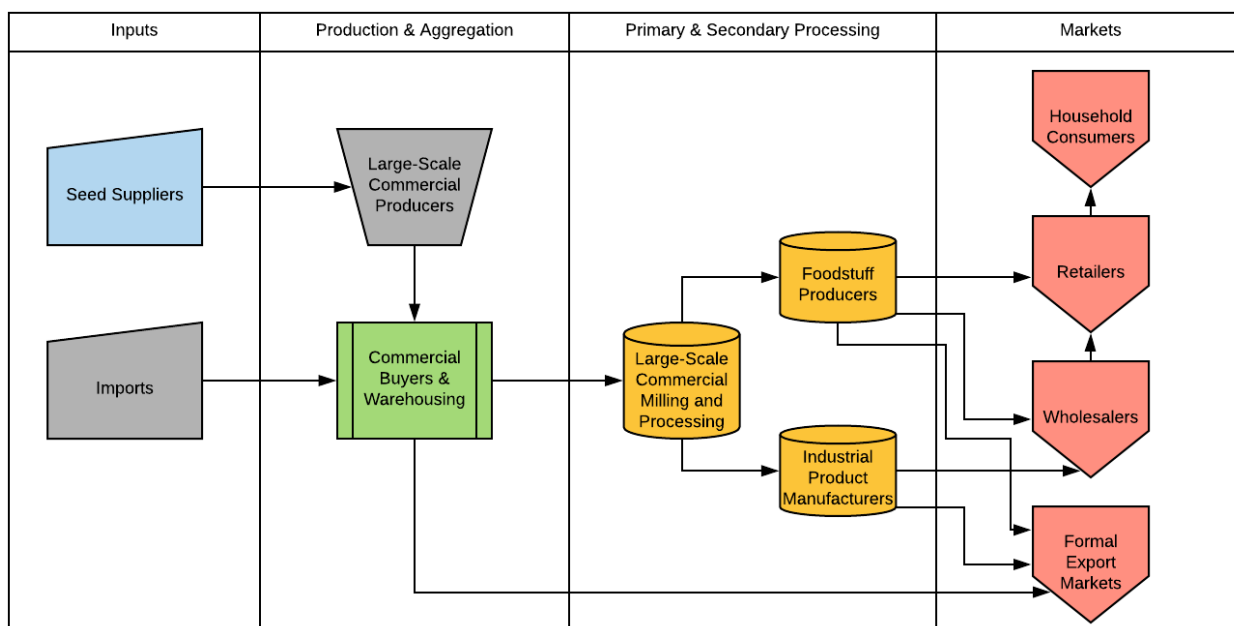 Inputs
Production & Aggregation
Primary & Secondary Processing
Markets
Household
Consumers
Seed Suppliers
Large-Scale
Commercial
Producers
Foodstuff
Producers
Retailers
Imports
Commercial
Buyers &
Warehousing
Large-Scale
Commercial
Milling and
Processing
Wholesalers
Industrial
Product
Manufacturers
Formal
Export
Markets